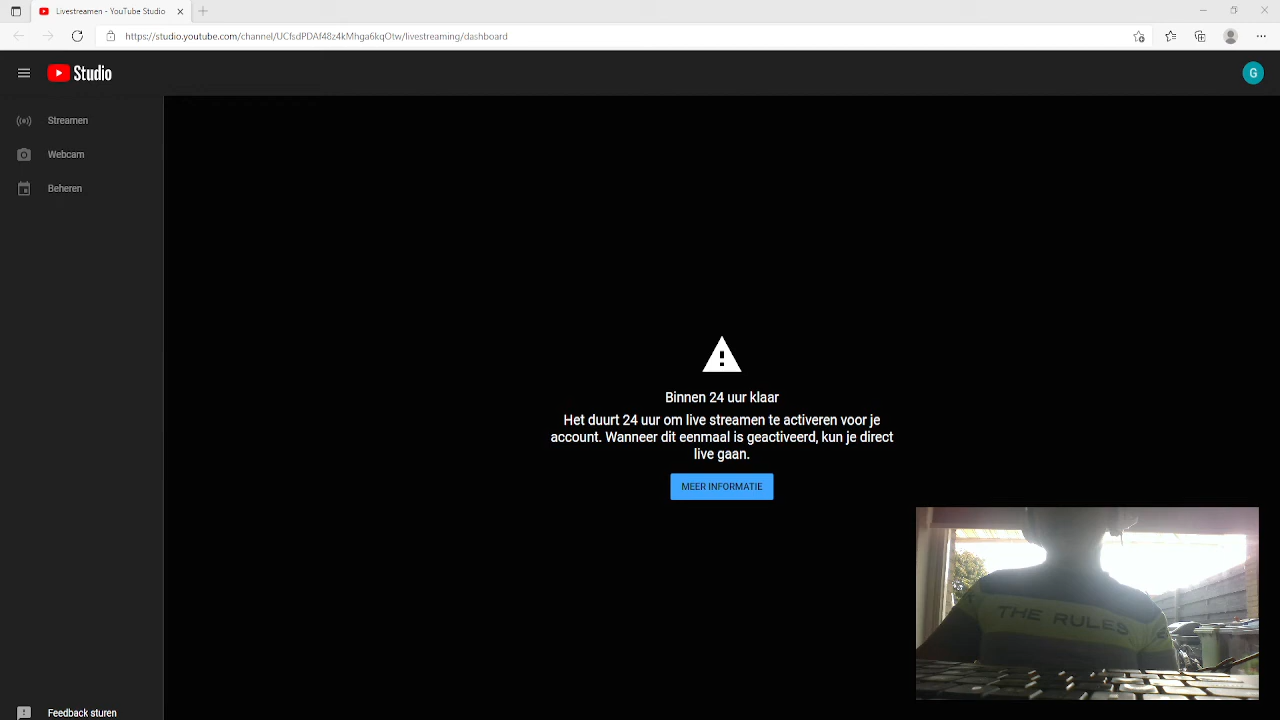 Livestreamen - YouTube Studio
https://studio.youtube.com/channel/UCfsdPDAf48z4kMhga6kqOtw/livestreaming/dashboard
Studio
G
Streamen
Webcam
Beheren
Binnen 24 uur klaar
Het duurt 24 uur om live streamen te activeren voor je
account. Wanneer dit eenmaal is geactiveerd, kun je direct
live gaan.
MEER INFORMATIE
THE RULES
Feedback sturen